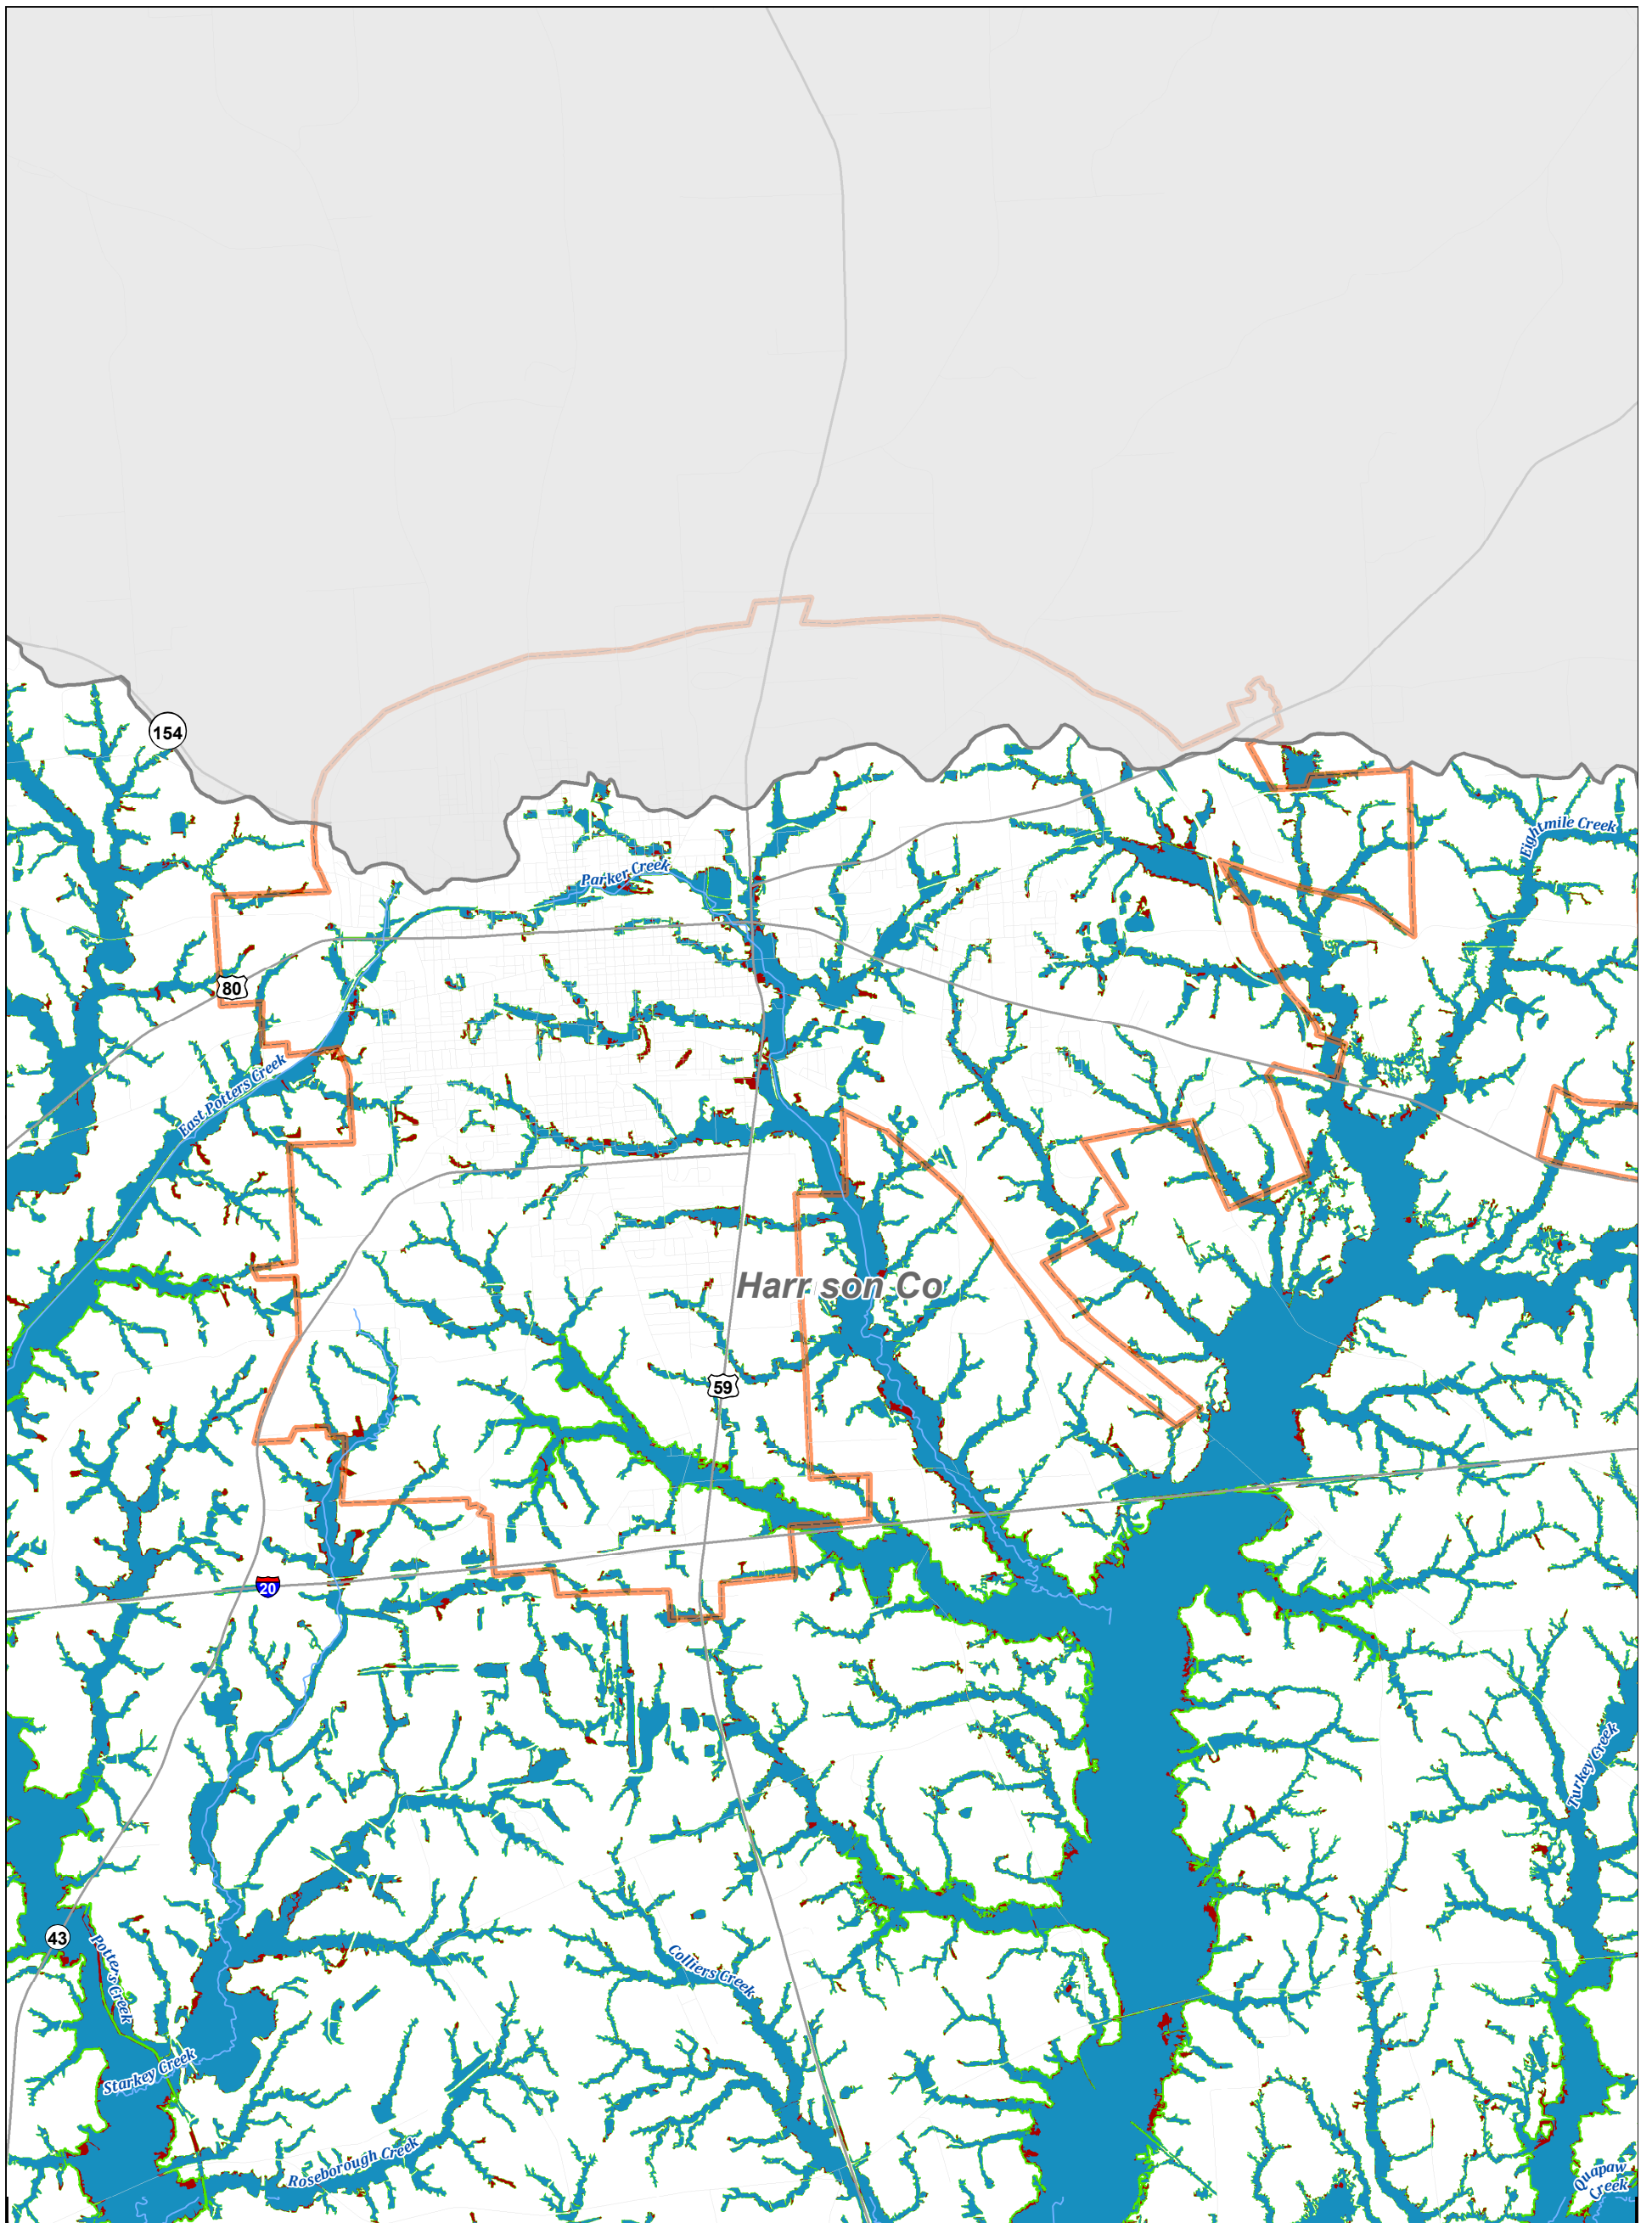 154
Eightmile Creek
Parker Creek
80
East Potters Creek
Harr son Co
59
20
Turkey Creek
43
Potters Creek
Colliers Creek
Starkey Creek
Roseborough Creek
Quapaw
Creek